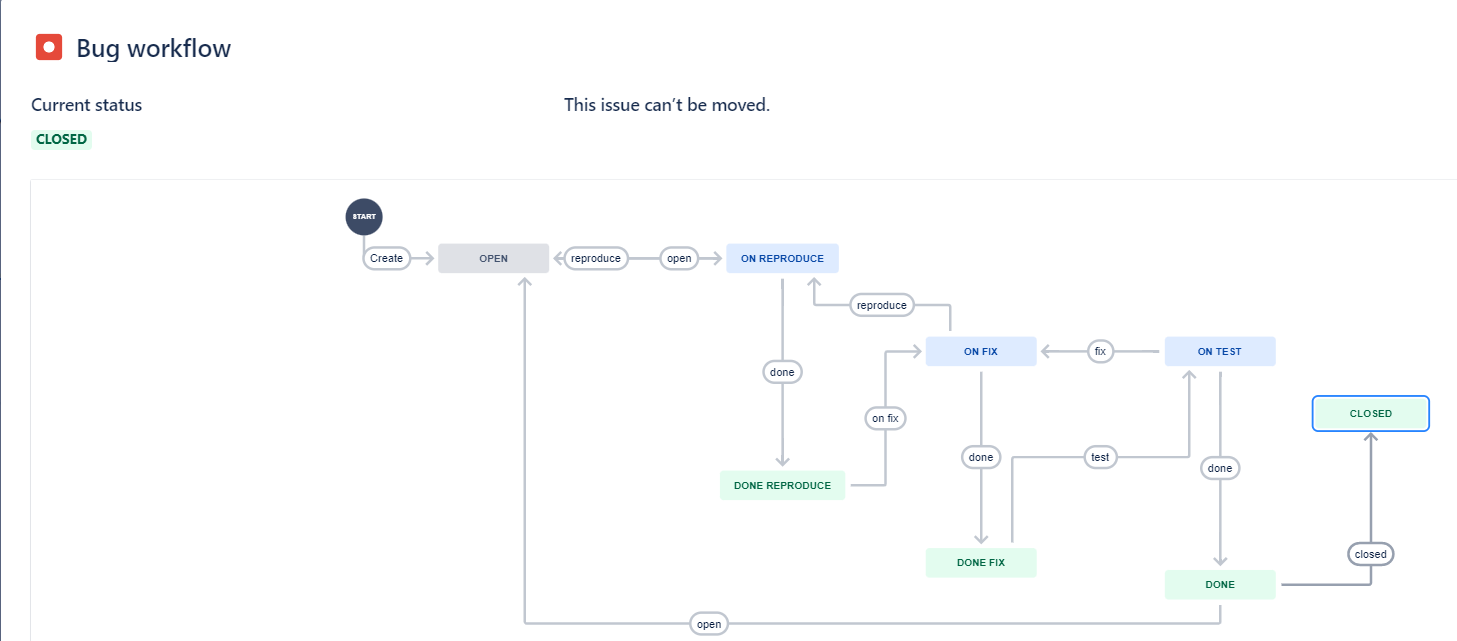 Bug workflow
Current status
This issue can't be moved.
CLOSED
START
Create
OPEN
reproduce
open
ON REPRODUCE
reproduce
ON FIX
fix
ON TEST
done
on fix
CLOSED
done
test
done
DONE REPRODUCE
closed
DONE FIX
DONE
open